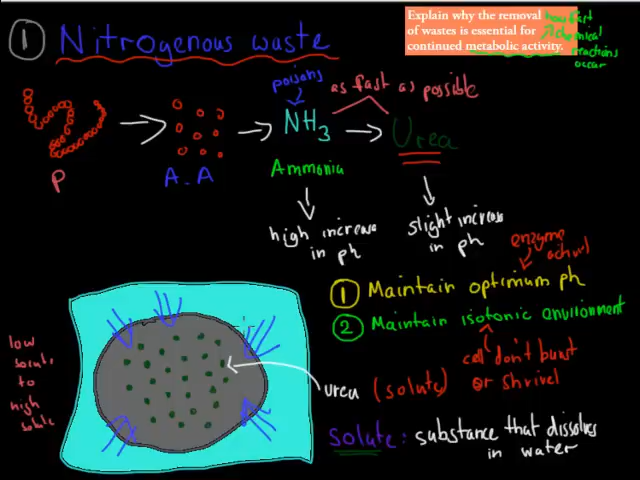 Explain why the removal
of wastes is essential for
continued metabolic activity.
how fast
chemical
reactions
occur
1 Nitrogenous waste
poisons
as fast as possible
NH3
Urea
P
A.A
Ammonia
high increase
in ph
slight increase
in ph
enzyme
1 Maintain optimum ph
2 Maintain isotonic environment
cell don't burst
or shrivel
low
solute
to
high
solute
urea (solute)
solute: substance that dissolves
in water